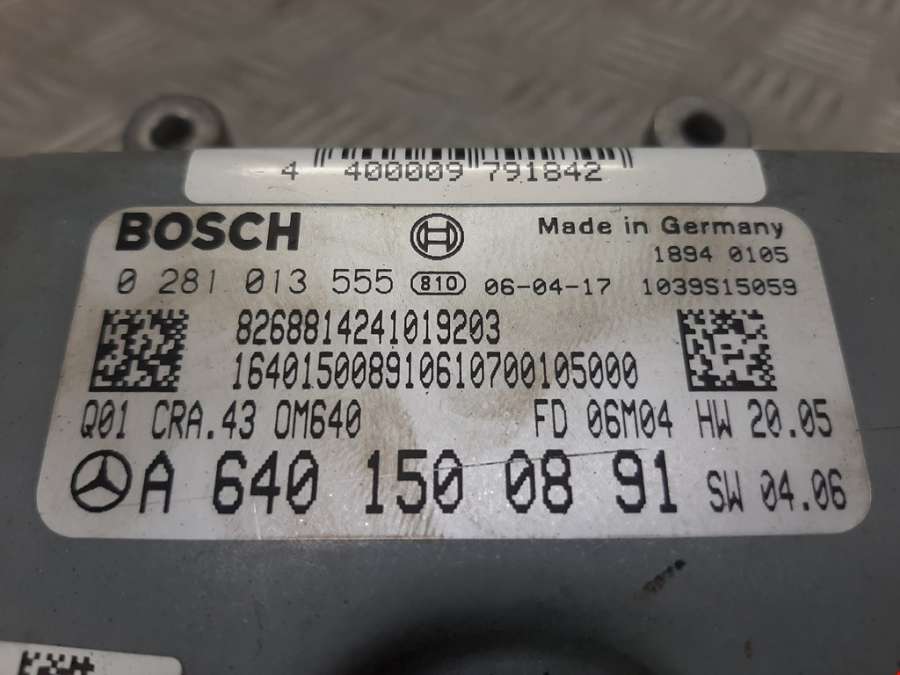 4 400009 791842
BOSCH Made in Germany
1894 0105
0 281 013 555 810 06-04-17 1039S15059
8268814241019203
164015008910610700105000
Q01 CRA.43 OM640 FD 06M04 HW 20.05
A 640 150 08 91 SW 04.06